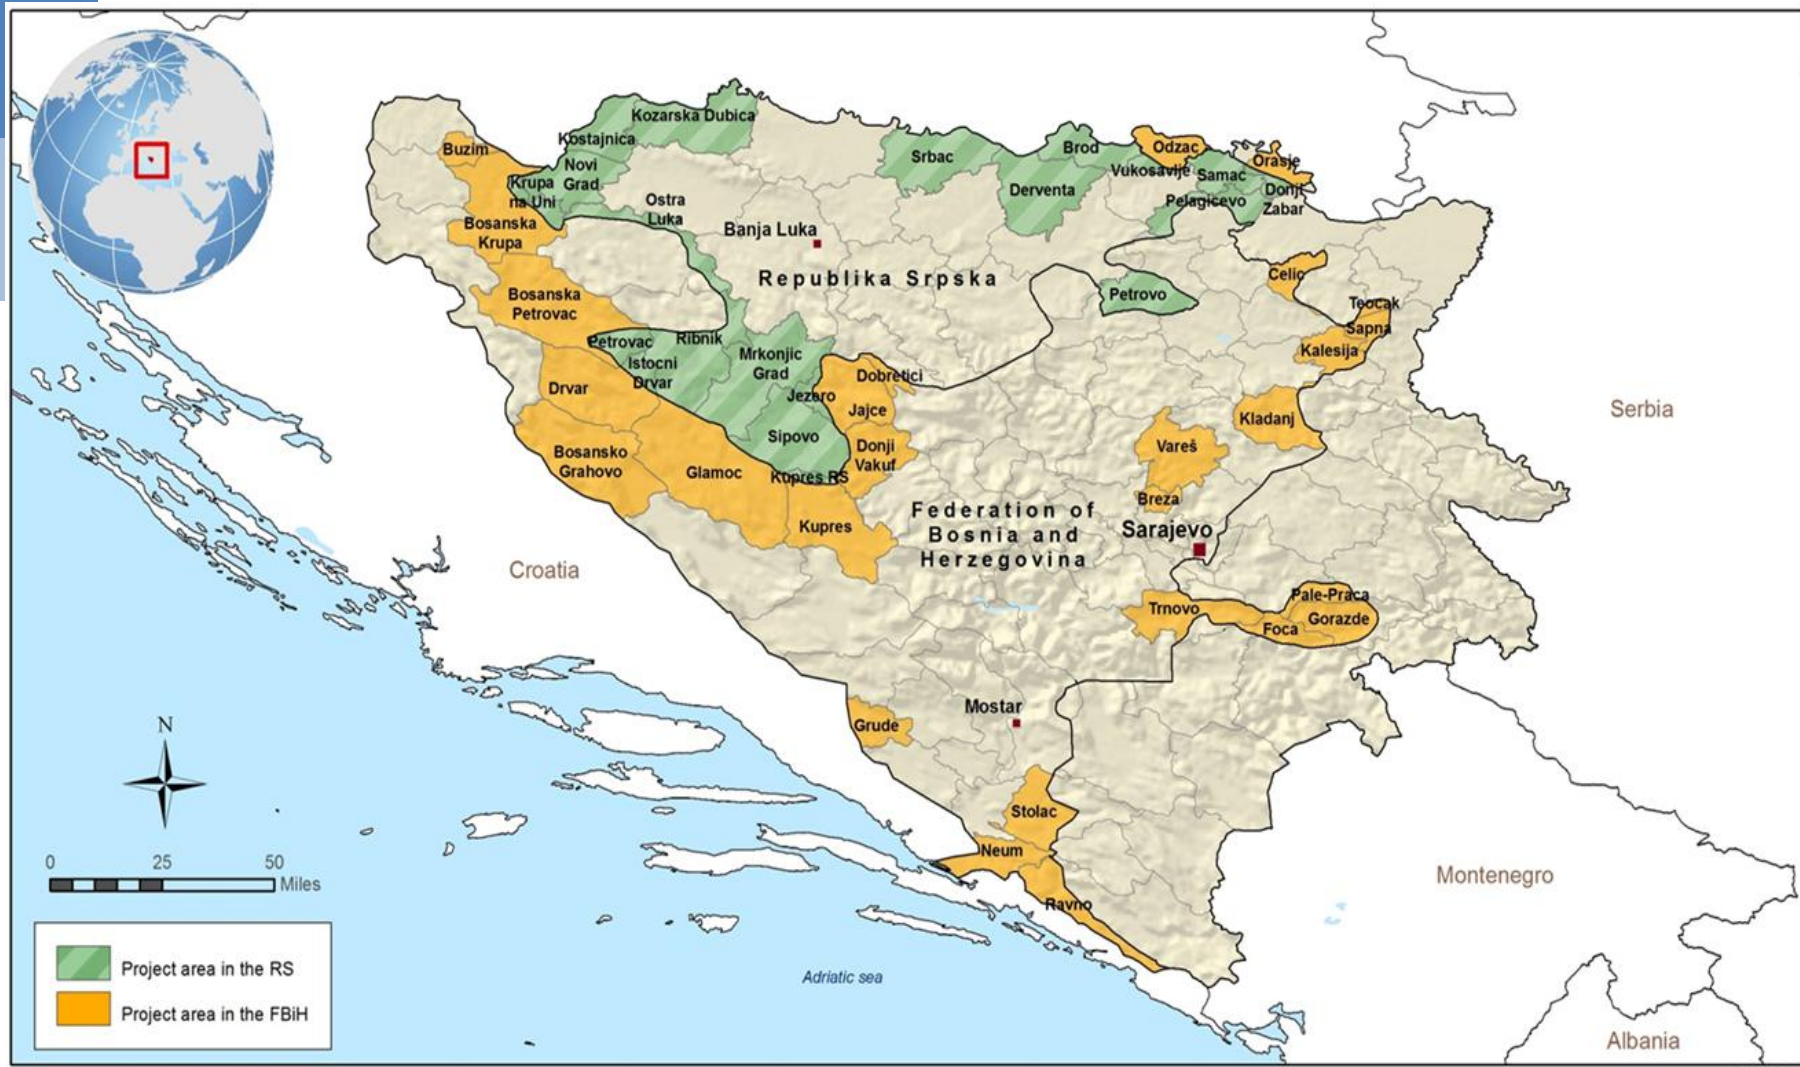 Kozarska Dubica
Kostajnica
Buzim
Novi
Grad
Krupa
na Uni
Bosanska
Krupa
Ostra
Luka
Banja Luka
Republika Srpska
Srbac
Derventa
Brod
Vukosavlje
Odzac
Samac
Orasje
Donji
Zabar
Pelagicevo
Petrovo
Celic
Teocak
Sapna
Kalesija
Bosanska
Petrovac
Petrovac
Ribnik
Istocni
Drvar
Mrkonjic
Grad
Jezero
Sipovo
Kupres RS
Drvar
Bosansko
Grahovo
Glamoc
Kupres
Dobretici
Jajce
Donji
Vakuf
Kladanj
Vareš
Breza
Sarajevo
Federation of
Bosnia and
Herzegovina
Trnovo
Pale-Praca
Gorazde
Foca
Mostar
Grude
Stolac
Neum
Ravno
Serbia
Croatia
Montenegro
Albania
Adriatic sea
N
0 25 50
Miles
Project area in the RS
Project area in the FBiH